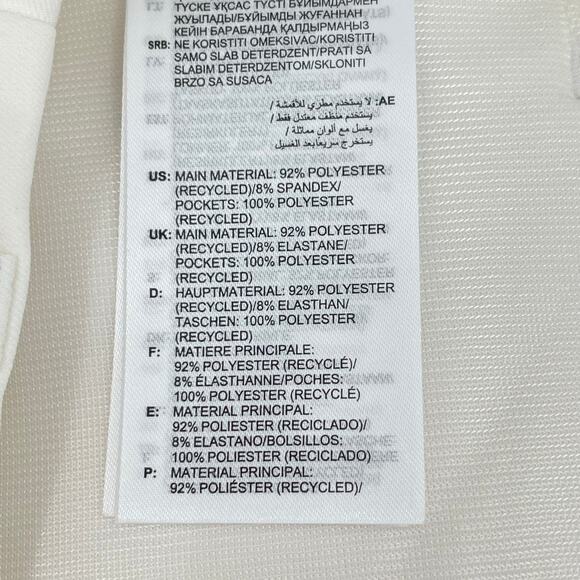 ТҮСКЕ ҰҚСАС ТҮСТІ БҰЙЫМДАРМЕН
ЖУЫЛАДЫ/БҰЙЫМДЫ ЖУҒАННАН
КЕЙІН БАРАБАНДА ҚАЛДЫРМАҢЫЗ
SRB: NE KORISTITI OMEKSIVAC/KORISTITI
SAMO SLAB DETERDZENT/PRATI SA
SLABIM DETERDZENTOM/SKLONITI
BRZO SA SUSACA
AE: لا يستخدم مطري للأقمشة /
يستخدم منظف معتدل فقط /
يغسل مع ألوان مماثلة /
يستخرج سريعا بعد الغسيل
US: MAIN MATERIAL: 92% POLYESTER
(RECYCLED)/8% SPANDEX/
POCKETS: 100% POLYESTER
(RECYCLED)
UK: MAIN MATERIAL: 92% POLYESTER
(RECYCLED)/8% ELASTANE/
POCKETS: 100% POLYESTER
(RECYCLED)
D: HAUPTMATERIAL: 92% POLYESTER
(RECYCLED)/8% ELASTHAN/
TASCHEN: 100% POLYESTER
(RECYCLED)
F: MATIERE PRINCIPALE:
92% POLYESTER (RECYCLÉ)/
8% ÉLASTHANNE/POCHES:
100% POLYESTER (RECYCLÉ)
E: MATERIAL PRINCIPAL:
92% POLIESTER (RECICLADO)/
8% ELASTANO/BOLSILLOS:
100% POLIESTER (RECICLADO)
P: MATERIAL PRINCIPAL:
92% POLIÉSTER (RECYCLED)/